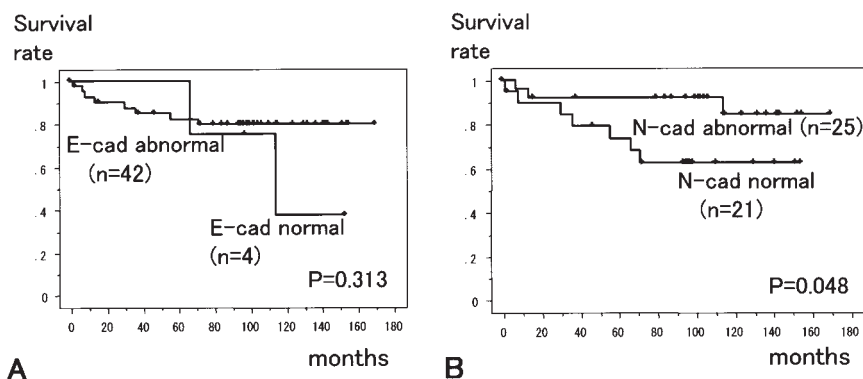 Survival
rate
1
.8
.6
.4
.2
0
E-cad abnormal
(n=42)
E-cad normal
(n=4)
P=0.313
0 20 40 60 80 100 120 140 160 180
A
months
Survival
rate
1
.8
.6
.4
.2
0
N-cad abnormal (n=25)
N-cad normal
(n=21)
P=0.048
0 20 40 60 80 100 120 140 160 180
B
months